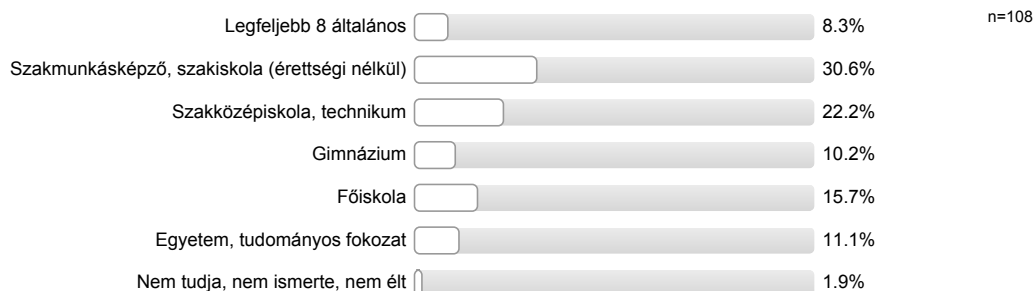 Legfeljebb 8 általános 8.3% n=108
Szakmunkásképző, szakiskola (érettségi nélkül) 30.6%
Szakközépiskola, technikum 22.2%
Gimnázium 10.2%
Főiskola 15.7%
Egyetem, tudományos fokozat 11.1%
Nem tudja, nem ismerte, nem élt 1.9%